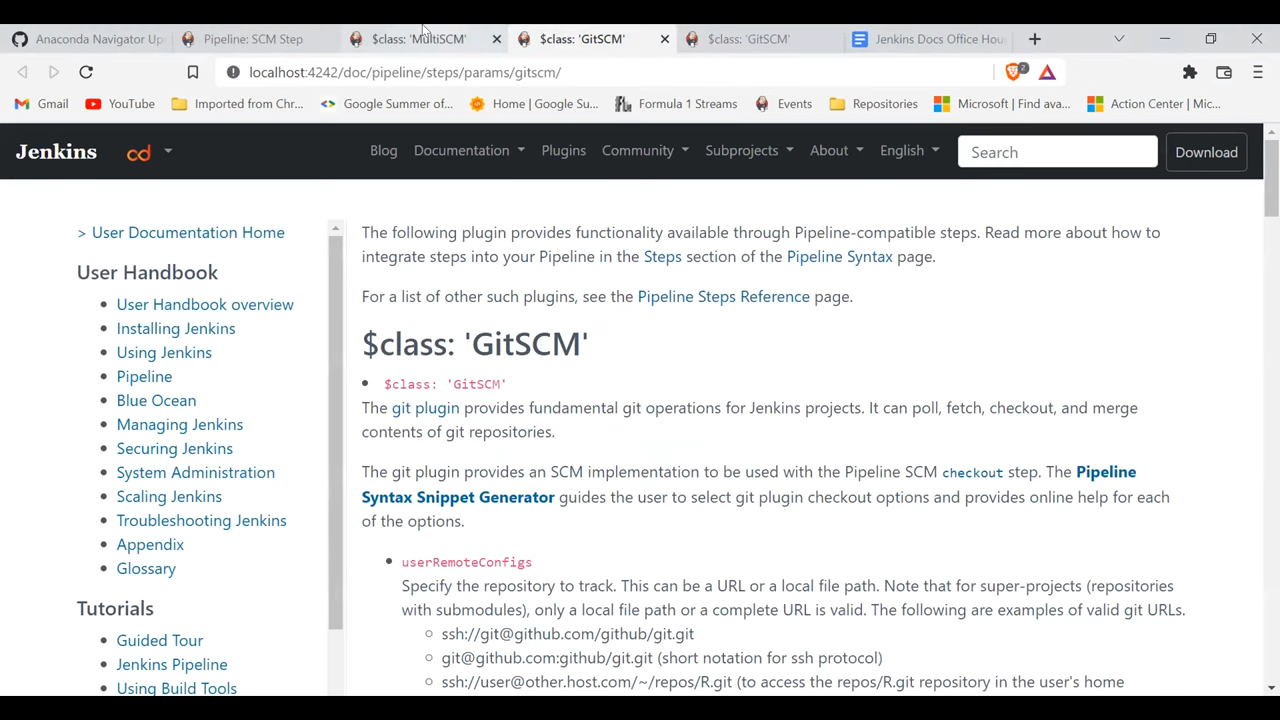 Anaconda Navigator Up
Pipeline: SCM Step
$class: 'MultiSCM'
$class: 'GitSCM'
$class: 'GitSCM'
Jenkins Docs Office Hou
localhost:4242/doc/pipeline/steps/params/gitscm/
2
Gmail
YouTube
Imported from Chr...
Google Summer of...
Home | Google Su...
Formula 1 Streams
Events
Repositories
Microsoft | Find ava...
Action Center | Mic...
Jenkins
cd
Blog
Documentation
Plugins
Community
Subprojects
About
English
Search
Download
> User Documentation Home
User Handbook
User Handbook overview
Installing Jenkins
Using Jenkins
Pipeline
Blue Ocean
Managing Jenkins
Securing Jenkins
System Administration
Scaling Jenkins
Troubleshooting Jenkins
Appendix
Glossary
Tutorials
Guided Tour
Jenkins Pipeline
Using Build Tools
The following plugin provides functionality available through Pipeline-compatible steps. Read more about how to
integrate steps into your Pipeline in the Steps section of the Pipeline Syntax page.
For a list of other such plugins, see the Pipeline Steps Reference page.
$class: 'GitSCM'
$class: 'GitSCM'
The git plugin provides fundamental git operations for Jenkins projects. It can poll, fetch, checkout, and merge
contents of git repositories.
The git plugin provides an SCM implementation to be used with the Pipeline SCM checkout step. The Pipeline
Syntax Snippet Generator guides the user to select git plugin checkout options and provides online help for each
of the options.
userRemoteConfigs
Specify the repository to track. This can be a URL or a local file path. Note that for super-projects (repositories
with submodules), only a local file path or a complete URL is valid. The following are examples of valid git URLs.
ssh://git@github.com/github/git.git
git@github.com:github/git.git (short notation for ssh protocol)
ssh://user@other.host.com/~/repos/R.git (to access the repos/R.git repository in the user's home